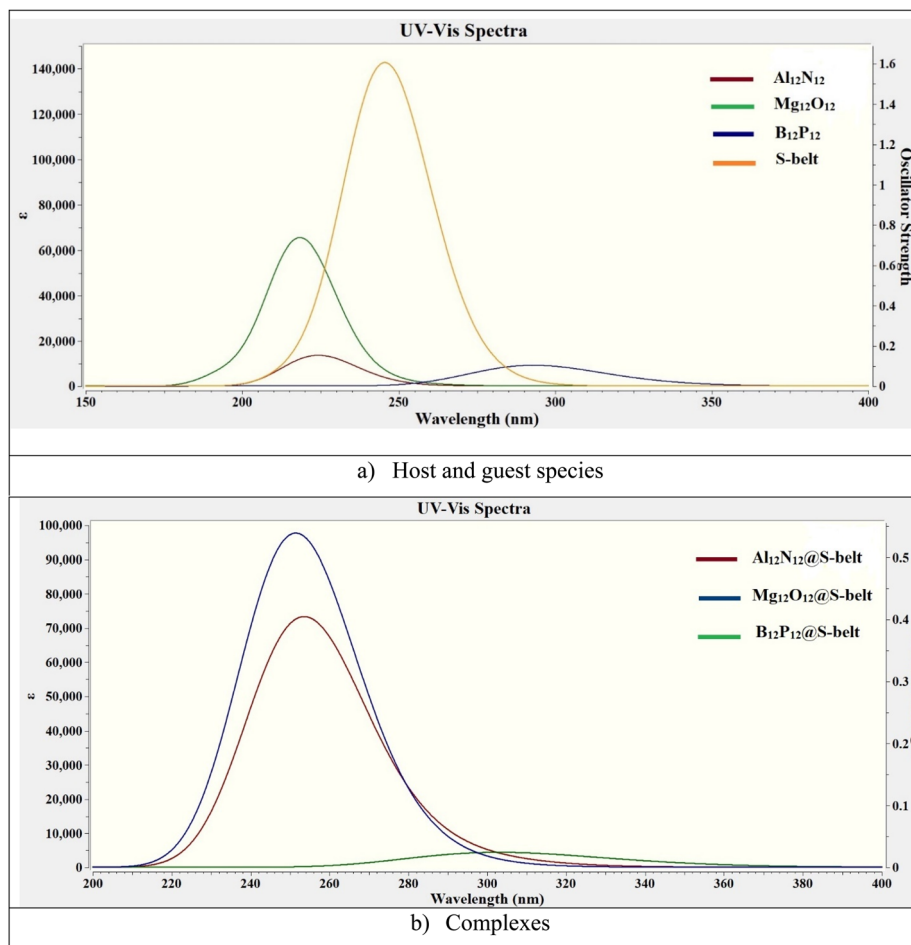 UV-Vis Spectra
140,000
120,000
100,000
80,000
60,000
40,000
20,000
0
ε
1.6
1.4
1.2
1
0.8
0.6
0.4
0.2
0
Oscillator Strength
Al₁₂N₁₂
Mg₁₂O₁₂
B₁₂P₁₂
S-belt
150 200 250 300 350 400
Wavelength (nm)
a) Host and guest species
UV-Vis Spectra
100,000
90,000
80,000
70,000
60,000
50,000
40,000
30,000
20,000
10,000
0
ε
0.5
0.4
0.3
0.2
0.1
0
Al₁₂N₁₂@S-belt
Mg₁₂O₁₂@S-belt
B₁₂P₁₂@S-belt
200 220 240 260 280 300 320 340 360 380 400
Wavelength (nm)
b) Complexes